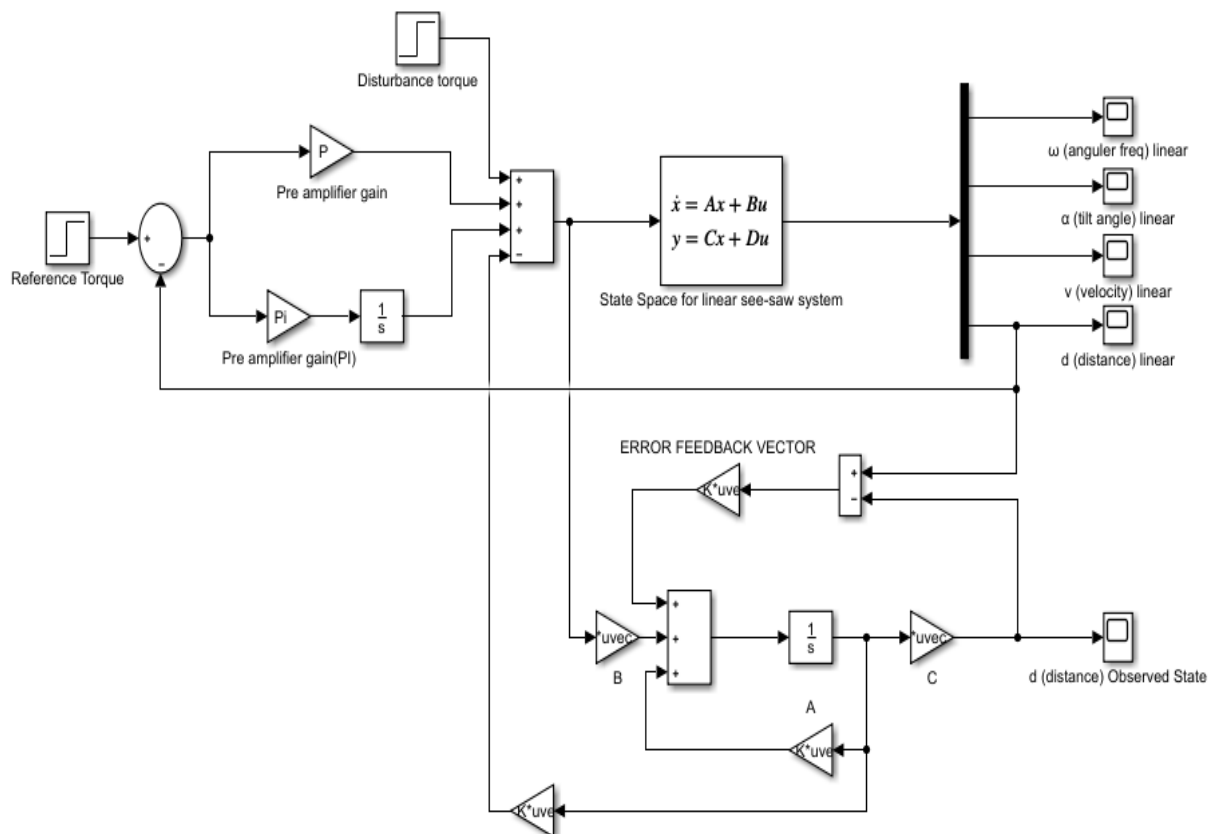 Disturbance torque
P
Pre amplifier gain
Reference Torque
+
-
Pi
1
s
Pre amplifier gain(PI)
+
+
+
−
ẋ = Ax + Bu
y = Cx + Du
State Space for linear see-saw system
ω (anguler freq) linear
α (tilt angle) linear
v (velocity) linear
d (distance) linear
ERROR FEEDBACK VECTOR
K*uve
+
−
*uvec
B
+
+
+
1
s
*uvec
C
d (distance) Observed State
A
K*uve
K*uve